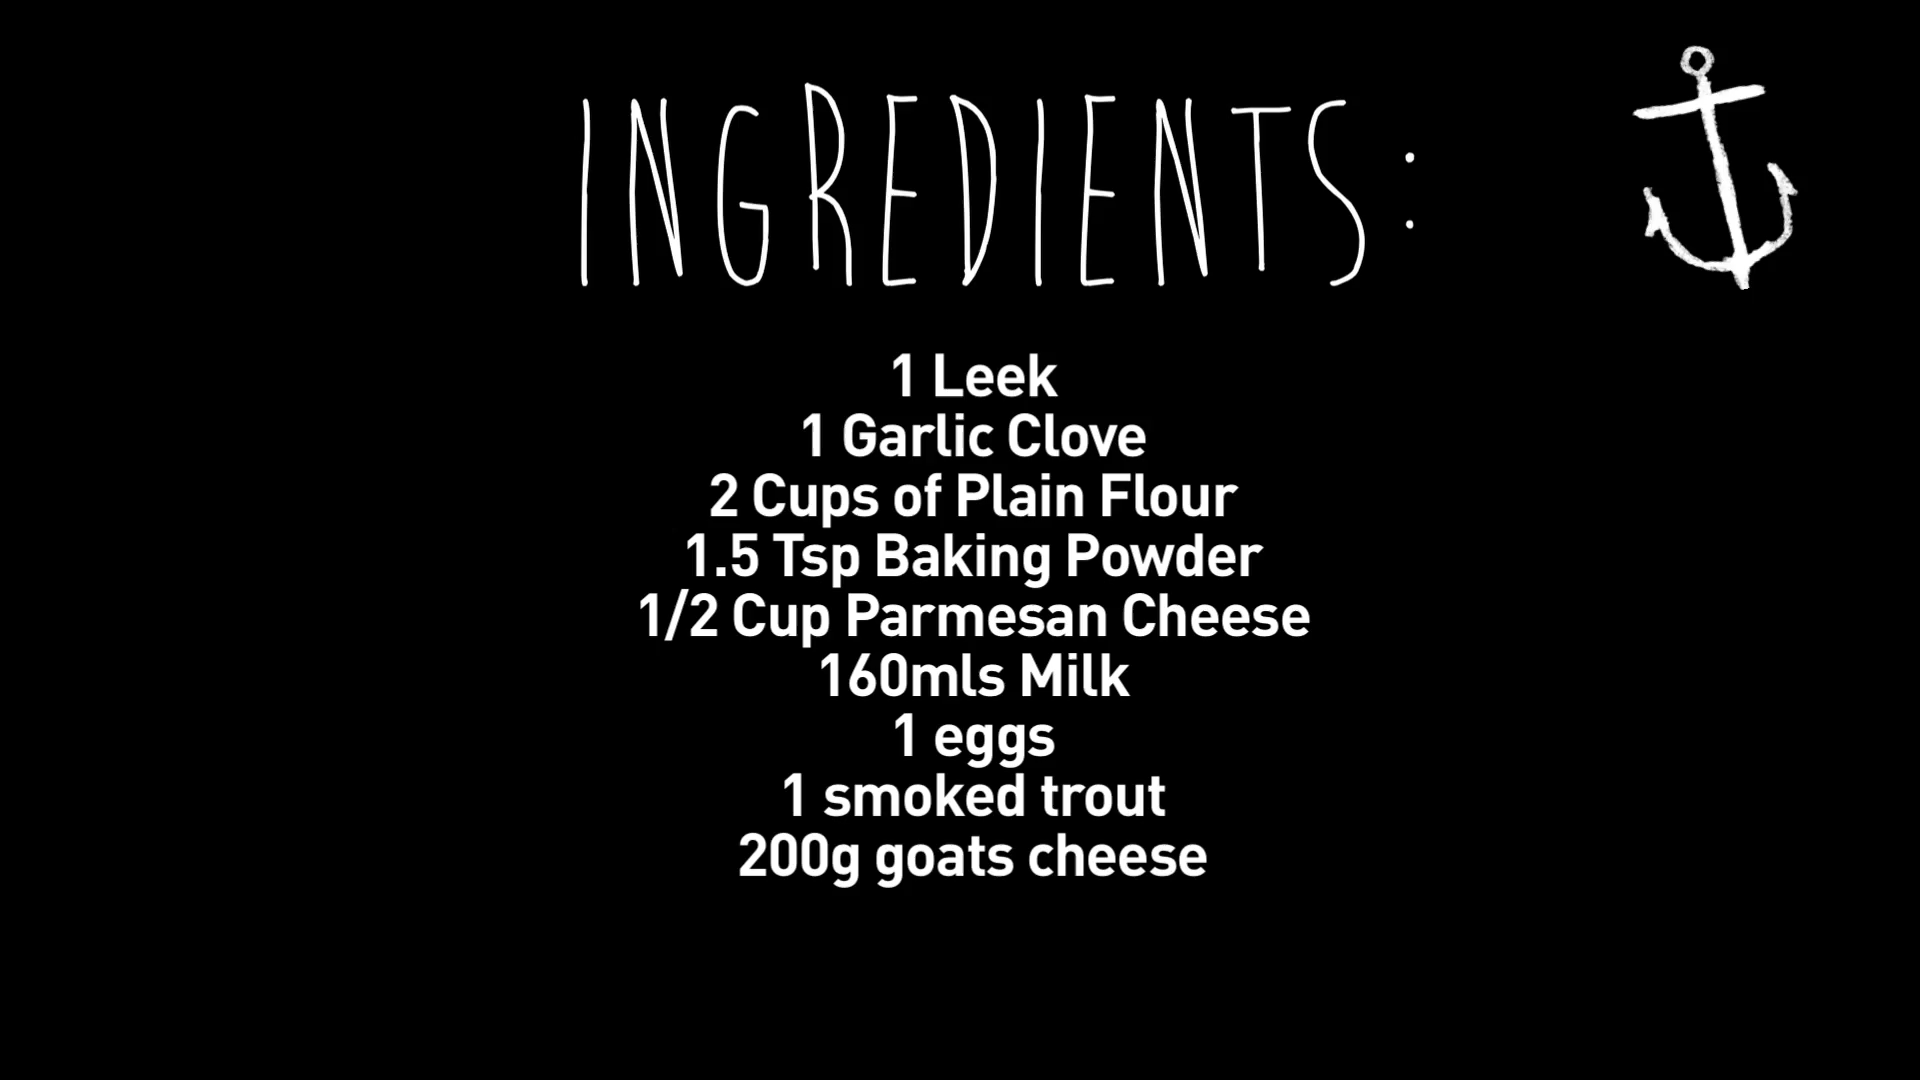 INGREDIENTS:
1 Leek
1 Garlic Clove
2 Cups of Plain Flour
1.5 Tsp Baking Powder
1/2 Cup Parmesan Cheese
160mls Milk
1 eggs
1 smoked trout
200g goats cheese